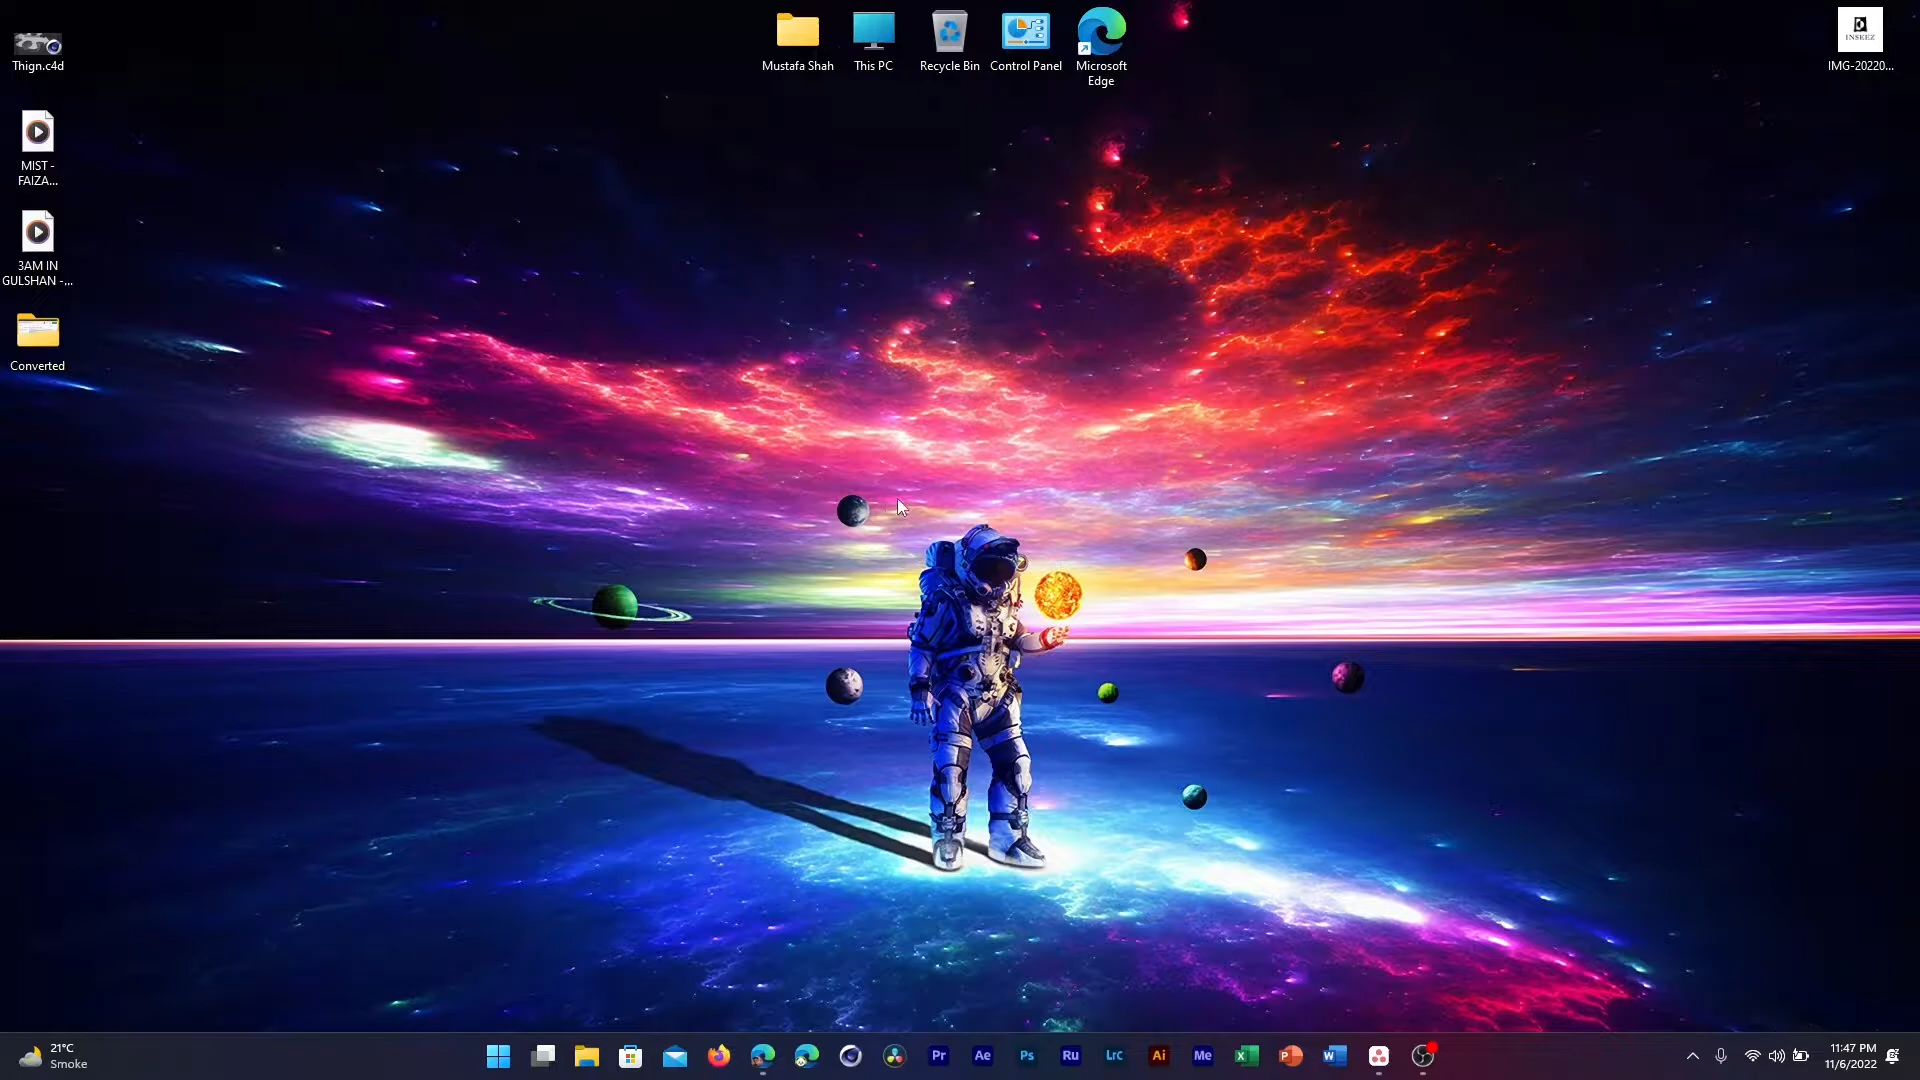 Mustafa Shah
This PC
Recycle Bin
Control Panel
Microsoft
Edge
INSEEZ
IMG-20220...
Thign.c4d
MIST -
FAIZA...
3AM IN
GULSHAN -...
Converted
21°C
Smoke
Pr
Ae
Ps
Ru
LrC
Ai
Me
11:47 PM
11/6/2022